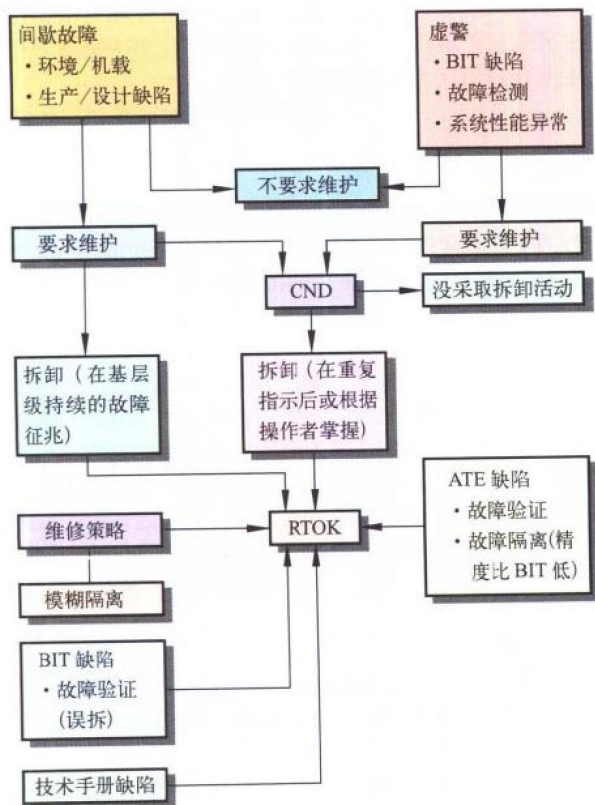 间歇故障
·环境/机载
·生产/设计缺陷
虚警
·BIT 缺陷
·故障检测
·系统性能异常
不要求维护
要求维护
要求维护
CND
没采取拆卸活动
拆卸（在基层
级持续的故障
征兆）
拆卸（在重复
指示后或根据
操作者掌握）
ATE 缺陷
·故障验证
·故障隔离(精
度比 BIT 低)
维修策略
RTOK
模糊隔离
BIT 缺陷
·故障验证
(误拆)
技术手册缺陷